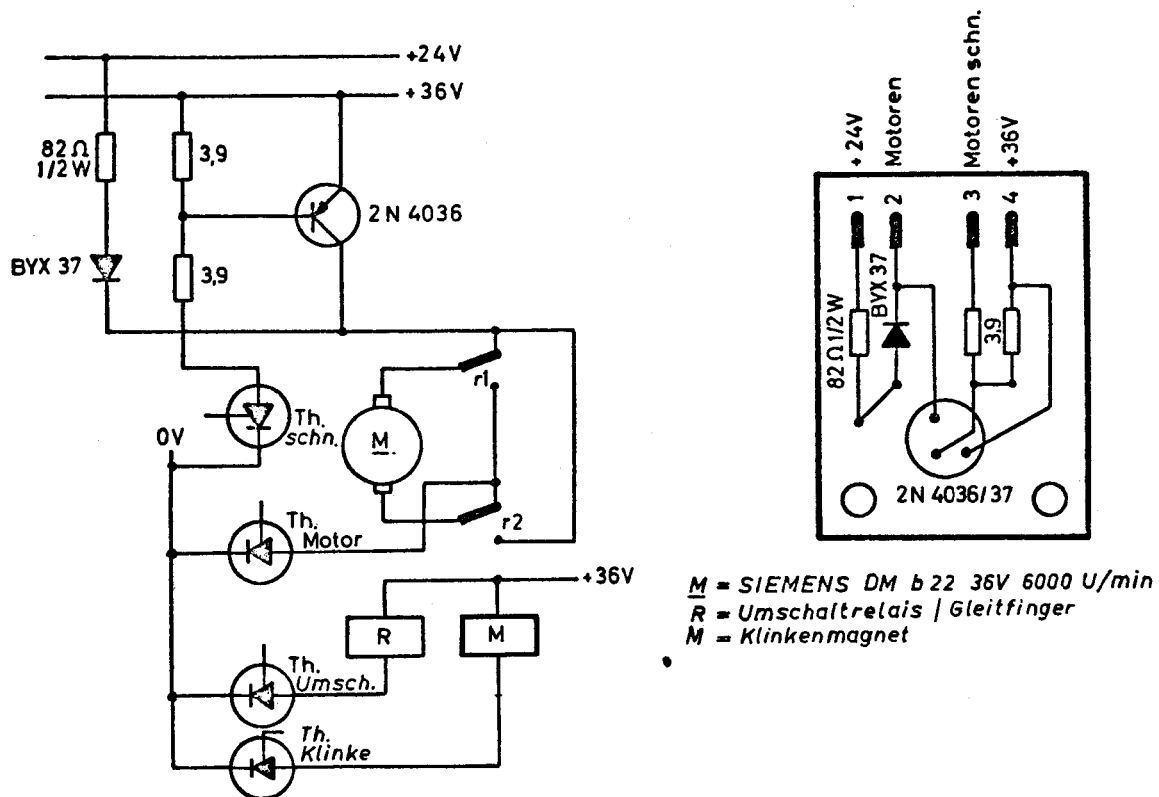 +24V
+36V
82Ω
1/2W
3,9
2N 4036
BYX 37
3,9
r1
Th.
schn.
0V
M.
r2
Th.
Motor
+36V
R
M
Th.
Umsch.
Th.
Klinke
+24V
Motoren
Motoren schn.
+36V
1
2
3
4
82Ω 1/2W
BYX 37
3,9
2N 4036/37
M = SIEMENS DM b 22 36V 6000 U/min
R = Umschaltrelais / Gleitfinger
M = Klinkenmagnet